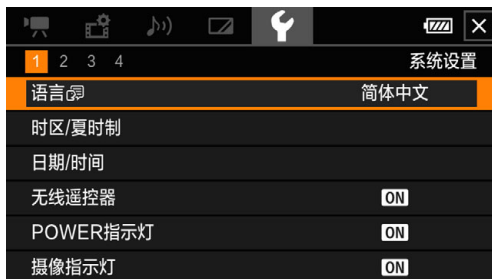 1 2 3 4 系统设置
语言 简体中文
时区/夏时制
日期/时间
无线遥控器 ON
POWER指示灯 ON
摄像指示灯 ON